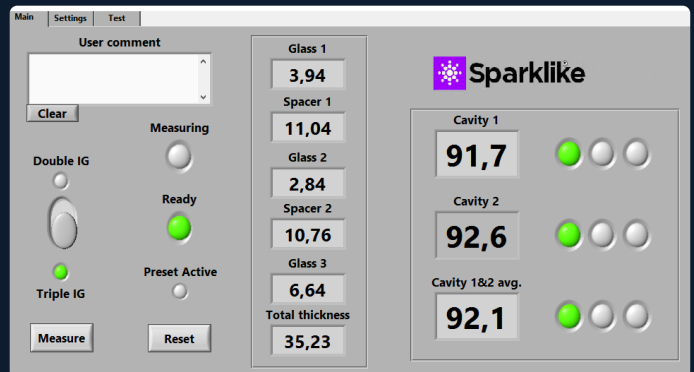 Main Settings Test
User comment
Clear
Measuring
Double IG
Ready
Preset Active
Triple IG
Measure Reset
Glass 1
3,94
Spacer 1
11,04
Glass 2
2,84
Spacer 2
10,76
Glass 3
6,64
Total thickness
35,23
Sparklike
Cavity 1
91,7
Cavity 2
92,6
Cavity 1&2 avg.
92,1